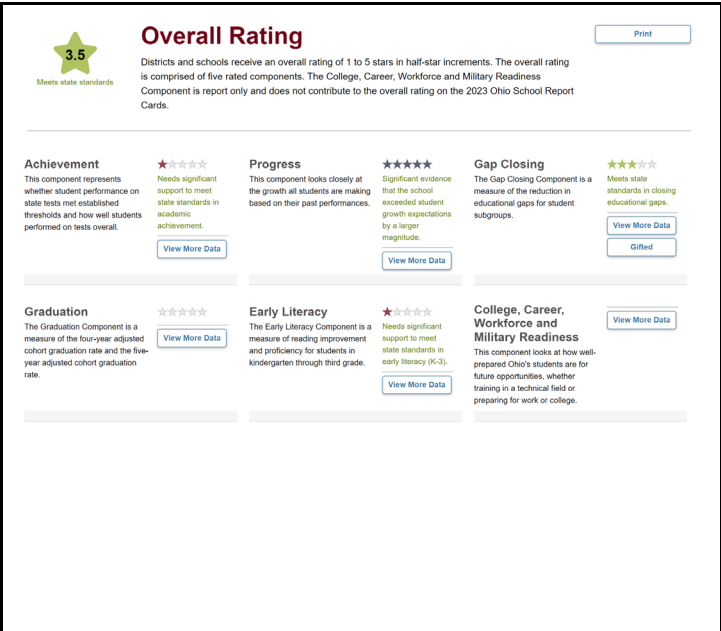 3.5
Meets state standards
Overall Rating
Districts and schools receive an overall rating of 1 to 5 stars in half-star increments. The overall rating
is comprised of five rated components. The College, Career, Workforce and Military Readiness
Component is report only and does not contribute to the overall rating on the 2023 Ohio School Report
Cards.
Print
Achievement
This component represents
whether student performance on
state tests met established
thresholds and how well students
performed on tests overall.
Needs significant
support to meet
state standards in
academic
achievement.
View More Data
Progress
This component looks closely at
the growth all students are making
based on their past performances.
Significant evidence
that the school
exceeded student
growth expectations
by a larger
magnitude.
View More Data
Gap Closing
The Gap Closing Component is a
measure of the reduction in
educational gaps for student
subgroups.
Meets state
standards in closing
educational gaps.
View More Data
Gifted
Graduation
The Graduation Component is a
measure of the four-year adjusted
cohort graduation rate and the five-
year adjusted cohort graduation
rate.
View More Data
Early Literacy
The Early Literacy Component is a
measure of reading improvement
and proficiency for students in
kindergarten through third grade.
Needs significant
support to meet
state standards in
early literacy (K-3).
View More Data
College, Career,
Workforce and
Military Readiness
This component looks at how well-
prepared Ohio's students are for
future opportunities, whether
training in a technical field or
preparing for work or college.
View More Data